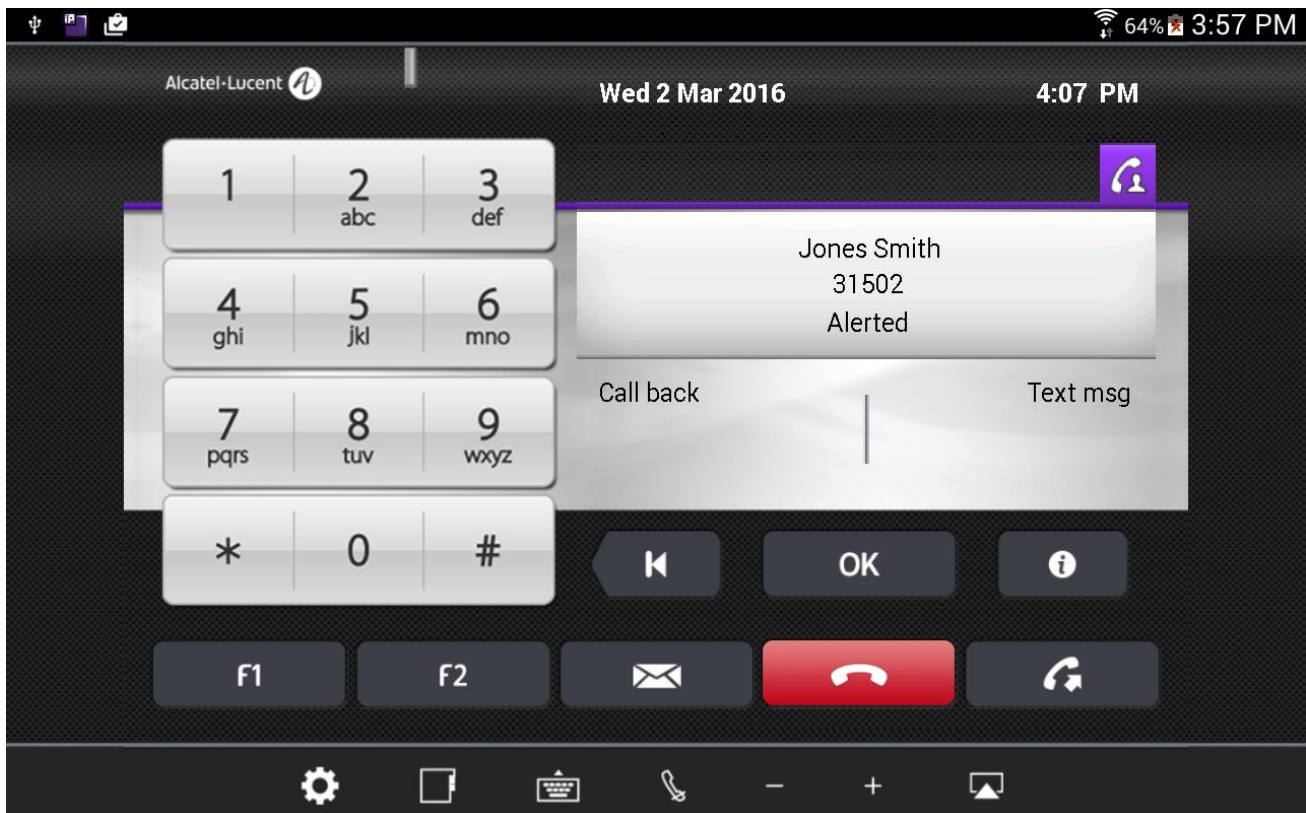 64% 3:57 PM
Alcatel·Lucent
Wed 2 Mar 2016 4:07 PM
1 2 3
abc def
Jones Smith
31502
Alerted
4 5 6
ghi jkl mno
Call back Text msg
7 8 9
pqrs tuv wxyz
* 0 #
OK
F1 F2
- +